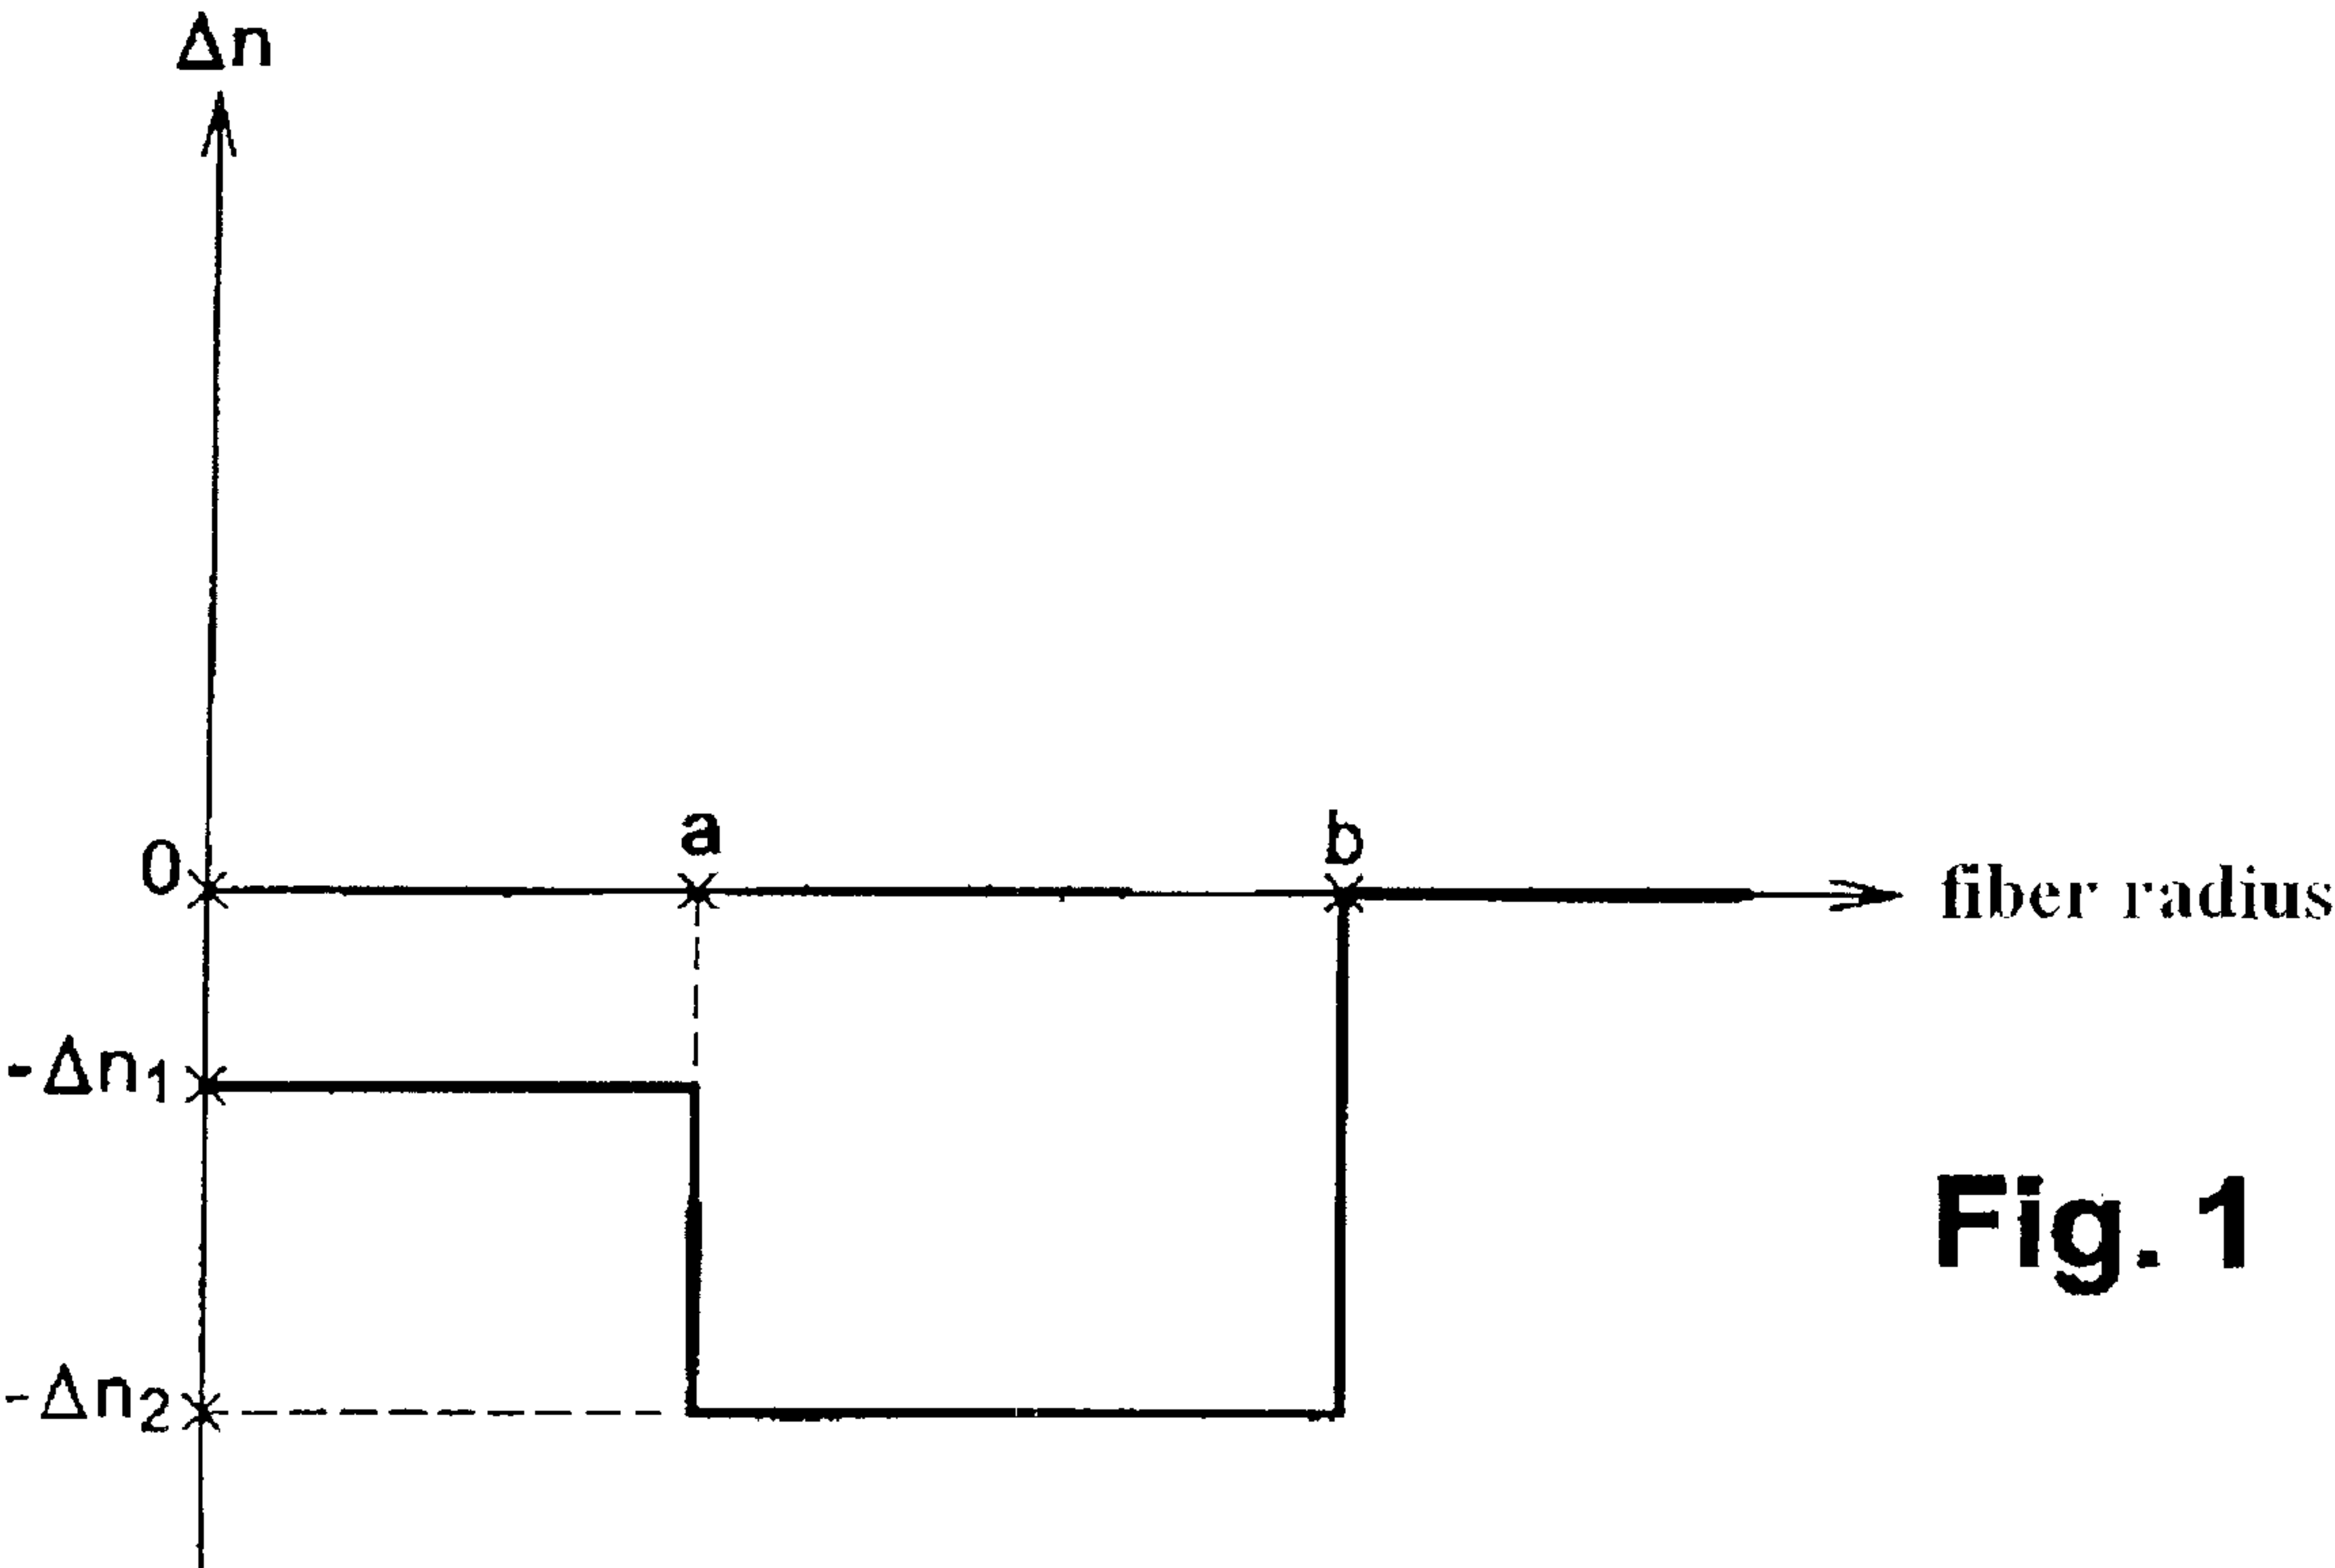 Δn
a
b
0
fiber radius
-Δn1
Fig. 1
-Δn2